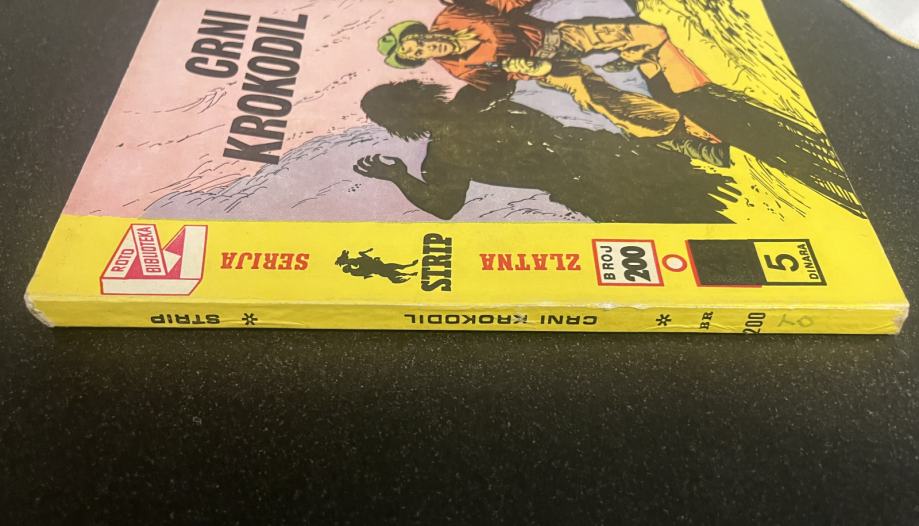 CRNI
KROKODIL
ROTO
BIBLIOTEKA
ZLATNA
SERIJA
STRIP
BROJ
200
5
DINARA
STRIP * CRNI KROKODIL * BR 200